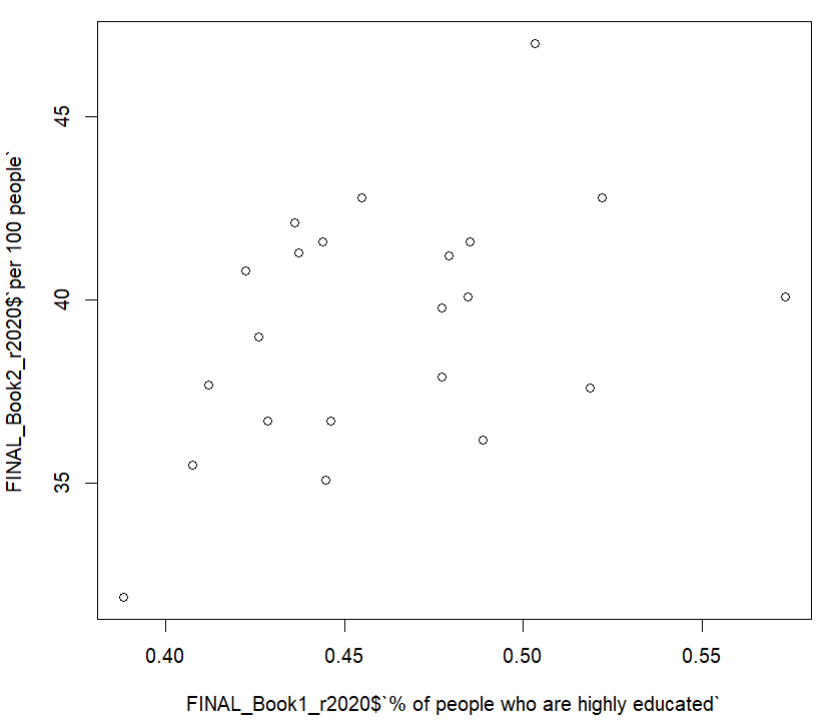 FINAL_Book2_r2020$`per 100 people`
45
40
35
0.40 0.45 0.50 0.55
FINAL_Book1_r2020$`% of people who are highly educated`